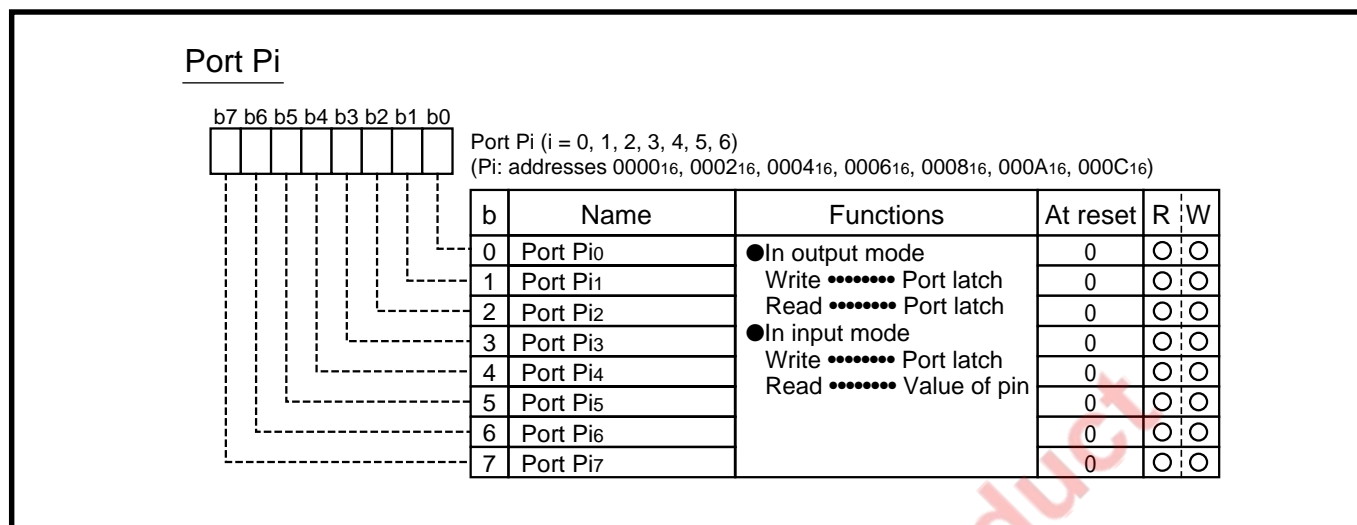 Port Pi
b7 b6 b5 b4 b3 b2 b1 b0
Port Pi (i = 0, 1, 2, 3, 4, 5, 6)
(Pi: addresses 000016, 000216, 000416, 000616, 000816, 000A16, 000C16)
b Name Functions At reset R W
0 Port Pi0 ●In output mode 0 ○ ○
1 Port Pi1 Write •••••••• Port latch 0 ○ ○
2 Port Pi2 Read •••••••• Port latch 0 ○ ○
3 Port Pi3 ●In input mode 0 ○ ○
4 Port Pi4 Write •••••••• Port latch 0 ○ ○
5 Port Pi5 Read •••••••• Value of pin 0 ○ ○
6 Port Pi6 0 ○ ○
7 Port Pi7 0 ○ ○